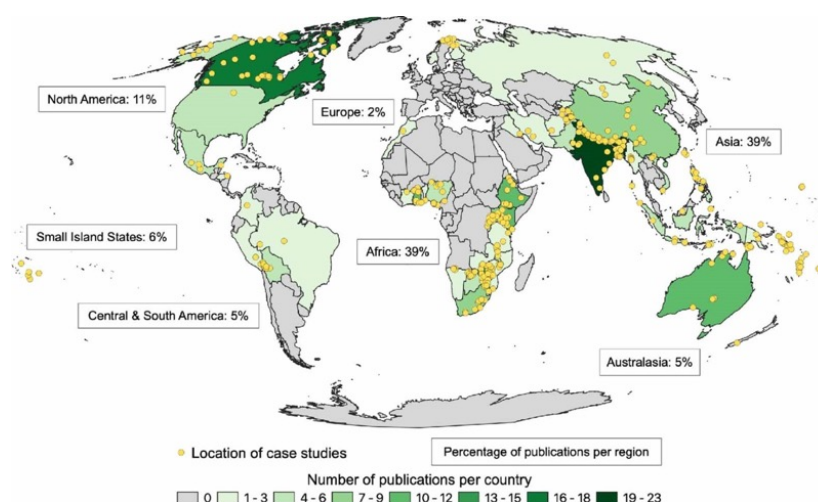 North America: 11%
Europe: 2%
Asia: 39%
Small Island States: 6%
Africa: 39%
Central & South America: 5%
Australasia: 5%
Location of case studies
Percentage of publications per region
Number of publications per country
0 1 - 3 4 - 6 7 - 9 10 - 12 13 - 15 16 - 18 19 - 23